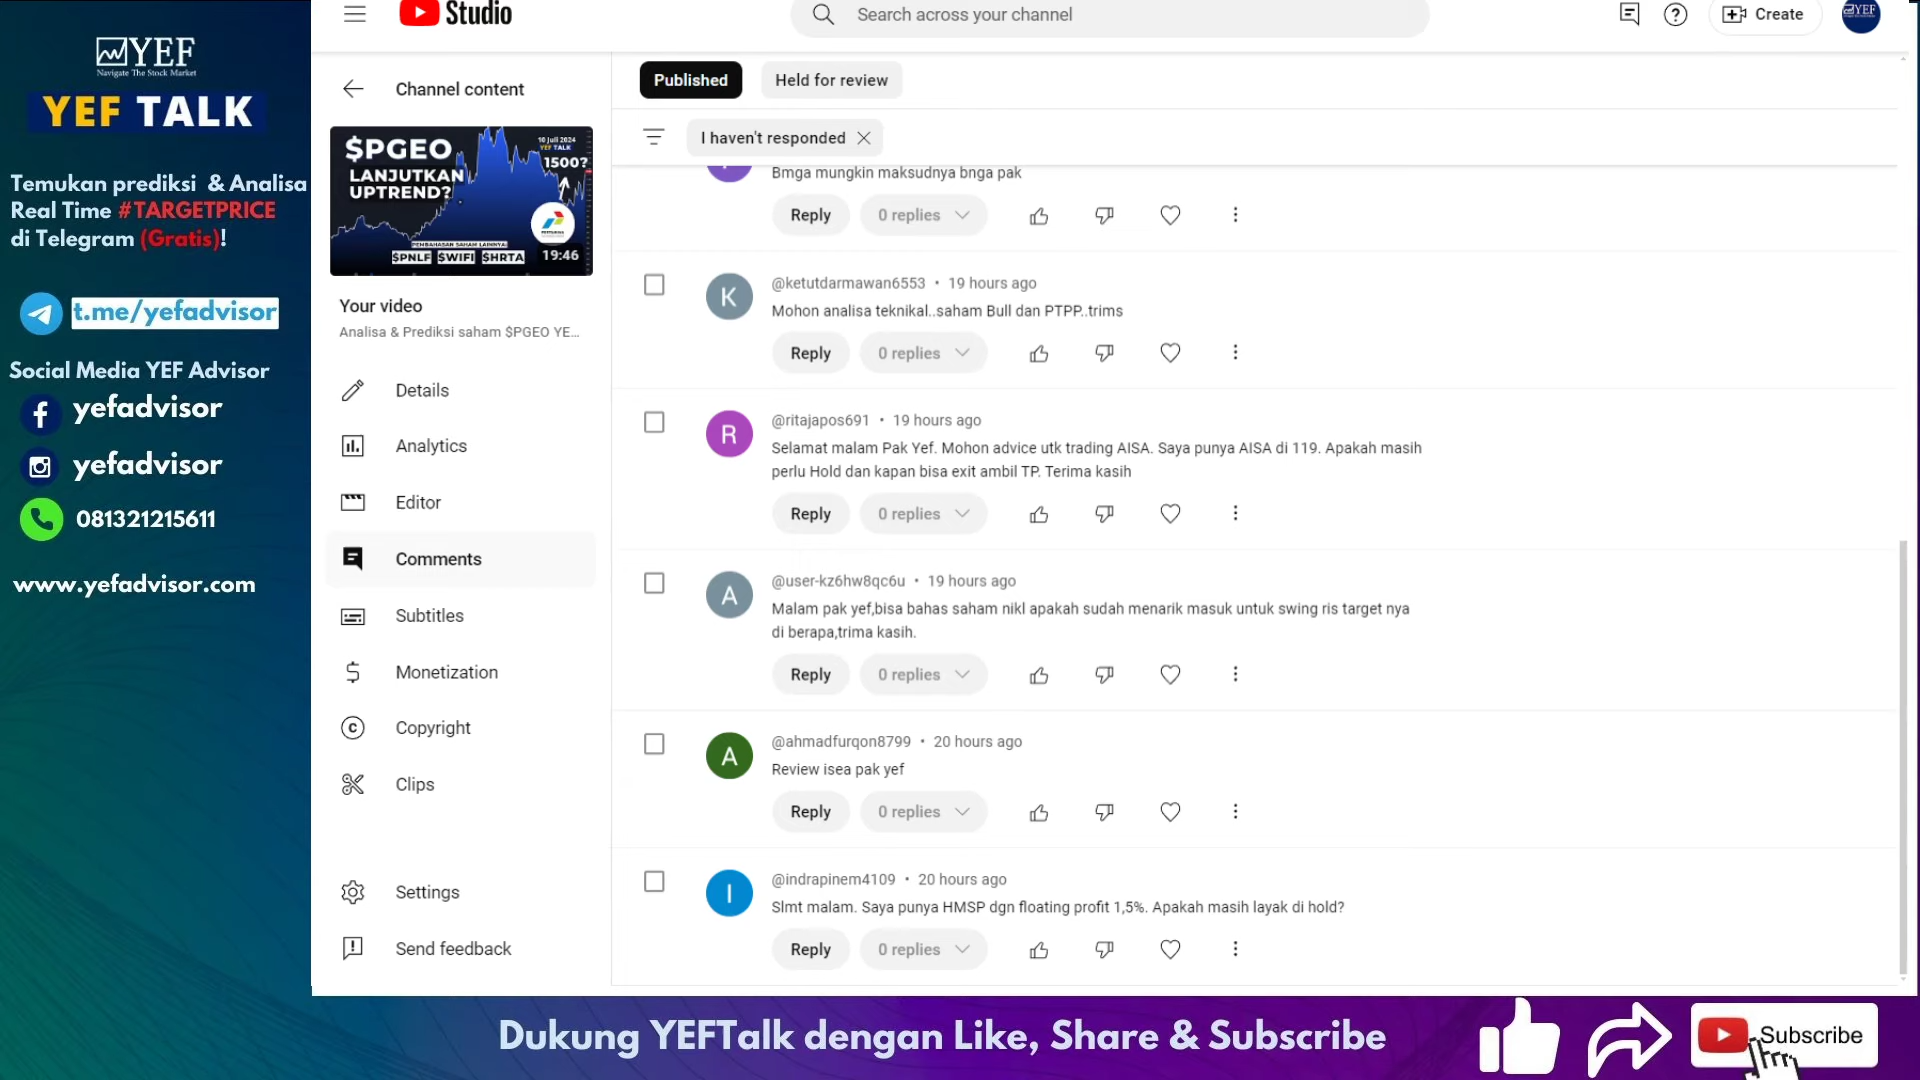 YEF
Navigate The Stock Market
YEF TALK
Temukan prediksi & Analisa
Real Time #TARGETPRICE
di Telegram (Gratis)!
t.me/yefadvisor
Social Media YEF Advisor
yefadvisor
yefadvisor
081321215611
www.yefadvisor.com
Studio
Search across your channel
Create
YEF
Channel content
$PGEO
LANJUTKAN
UPTREND?
10 Juli 2024
YEF TALK
1500?
PERTAMINA
PEMBAHASAN SAHAM LAINNYA:
$PNLF $WIFI $HRTA
19:46
Your video
Analisa & Prediksi saham $PGEO YE...
Details
Analytics
Editor
Comments
Subtitles
Monetization
Copyright
Clips
Settings
Send feedback
Published
Held for review
I haven't responded
Bmga mungkin maksudnya bnga pak
Reply 0 replies
K
@ketutdarmawan6553 • 19 hours ago
Mohon analisa teknikal..saham Bull dan PTPP..trims
Reply 0 replies
R
@ritajapos691 • 19 hours ago
Selamat malam Pak Yef. Mohon advice utk trading AISA. Saya punya AISA di 119. Apakah masih
perlu Hold dan kapan bisa exit ambil TP. Terima kasih
Reply 0 replies
A
@user-kz6hw8qc6u • 19 hours ago
Malam pak yef,bisa bahas saham nikl apakah sudah menarik masuk untuk swing ris target nya
di berapa,trima kasih.
Reply 0 replies
A
@ahmadfurqon8799 • 20 hours ago
Review isea pak yef
Reply 0 replies
I
@indrapinem4109 • 20 hours ago
Slmt malam. Saya punya HMSP dgn floating profit 1,5%. Apakah masih layak di hold?
Reply 0 replies
Dukung YEFTalk dengan Like, Share & Subscribe
Subscribe